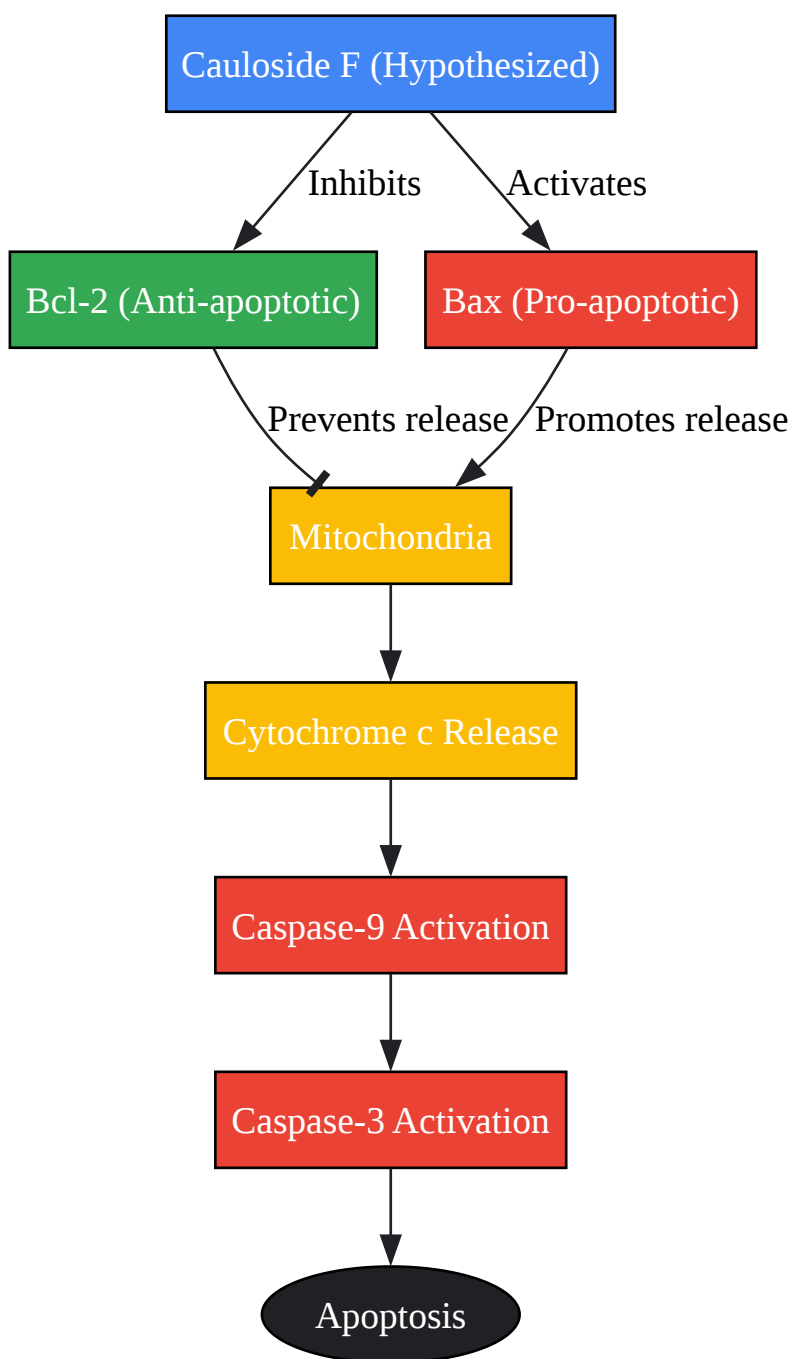 Cauloside F (Hypothesized)
Inhibits
Activates
Bcl-2 (Anti-apoptotic)
Bax (Pro-apoptotic)
Prevents release
Promotes release
Mitochondria
Cytochrome c Release
Caspase-9 Activation
Caspase-3 Activation
Apoptosis